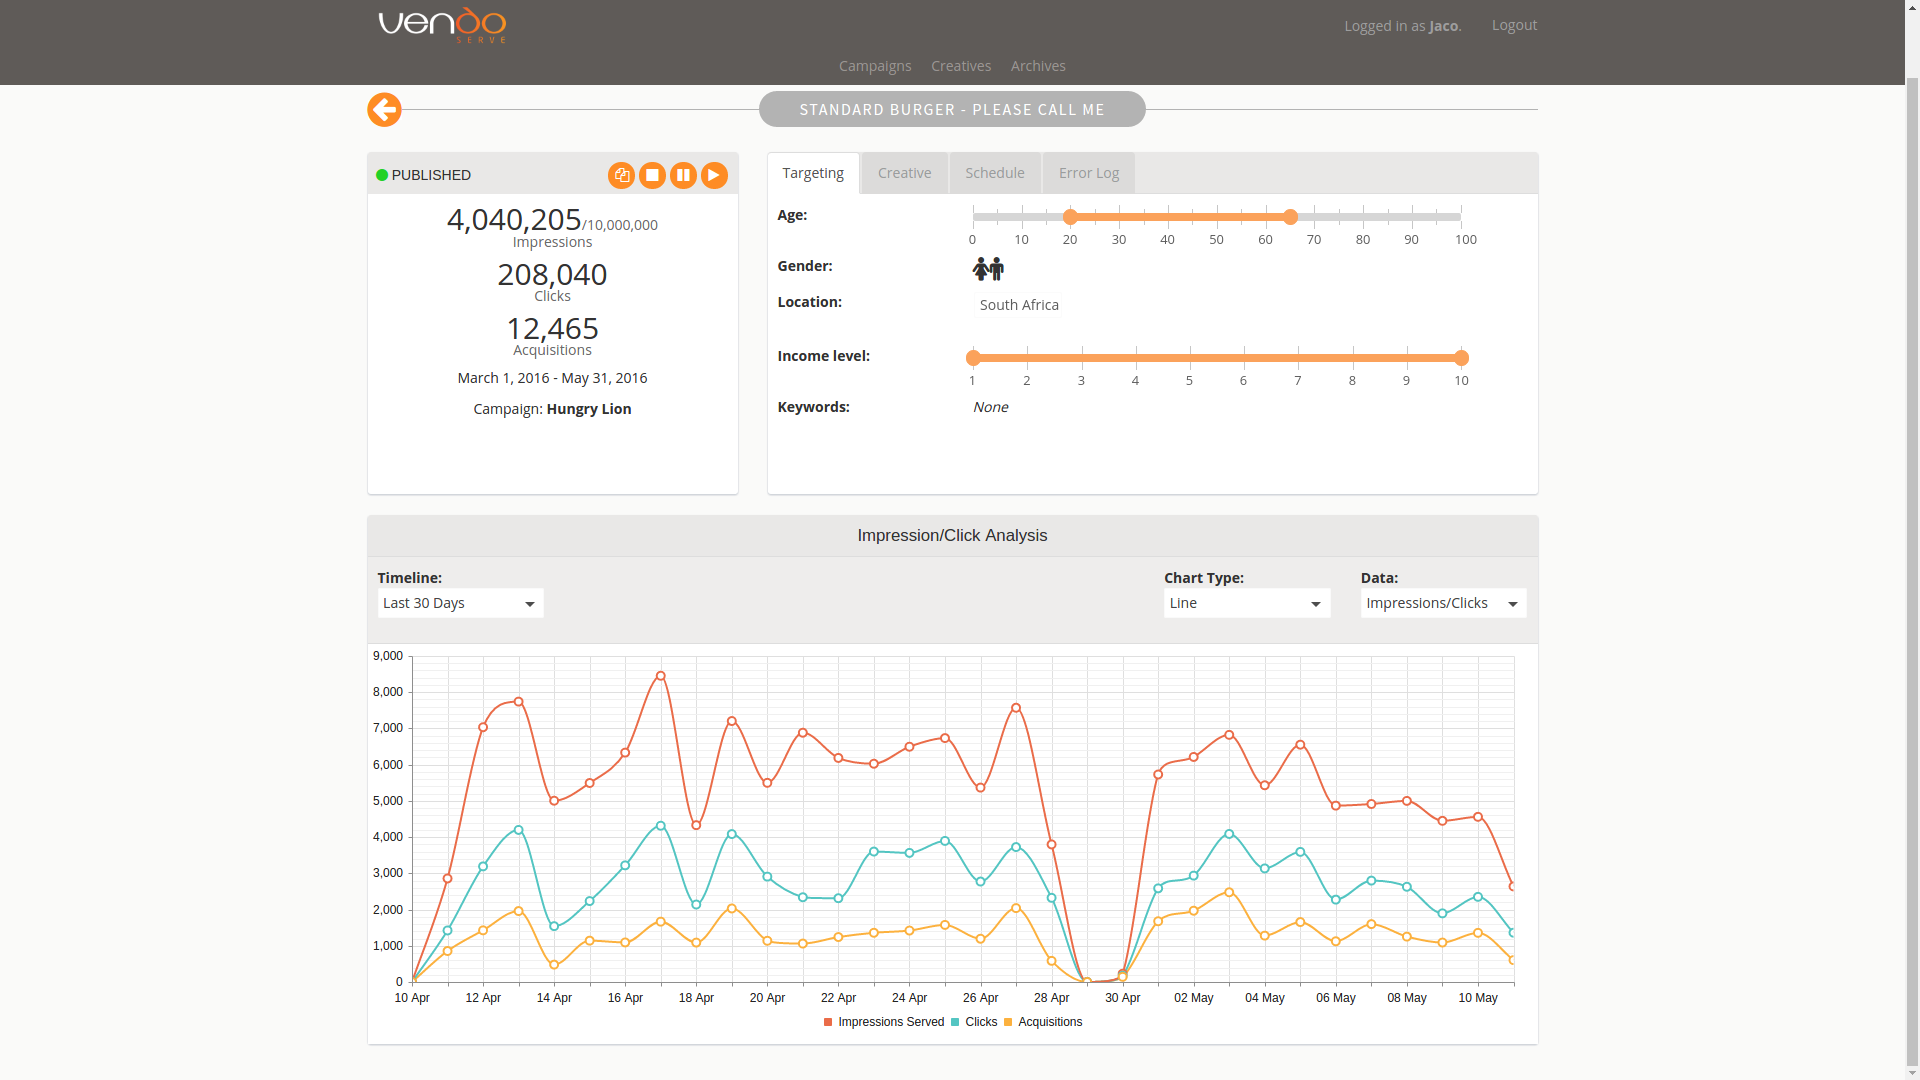 vendo
SERVE
Logged in as Jaco.
Logout
Campaigns Creatives Archives
STANDARD BURGER - PLEASE CALL ME
PUBLISHED
4,040,205/10,000,000
Impressions
208,040
Clicks
12,465
Acquisitions
March 1, 2016 - May 31, 2016
Campaign: Hungry Lion
Targeting Creative Schedule Error Log
Age:
0 10 20 30 40 50 60 70 80 90 100
Gender:
Location:
South Africa
Income level:
1 2 3 4 5 6 7 8 9 10
Keywords:
None
Impression/Click Analysis
Timeline:
Last 30 Days
Chart Type:
Line
Data:
Impressions/Clicks
9,000
8,000
7,000
6,000
5,000
4,000
3,000
2,000
1,000
0
10 Apr 12 Apr 14 Apr 16 Apr 18 Apr 20 Apr 22 Apr 24 Apr 26 Apr 28 Apr 30 Apr 02 May 04 May 06 May 08 May 10 May
Impressions Served Clicks Acquisitions